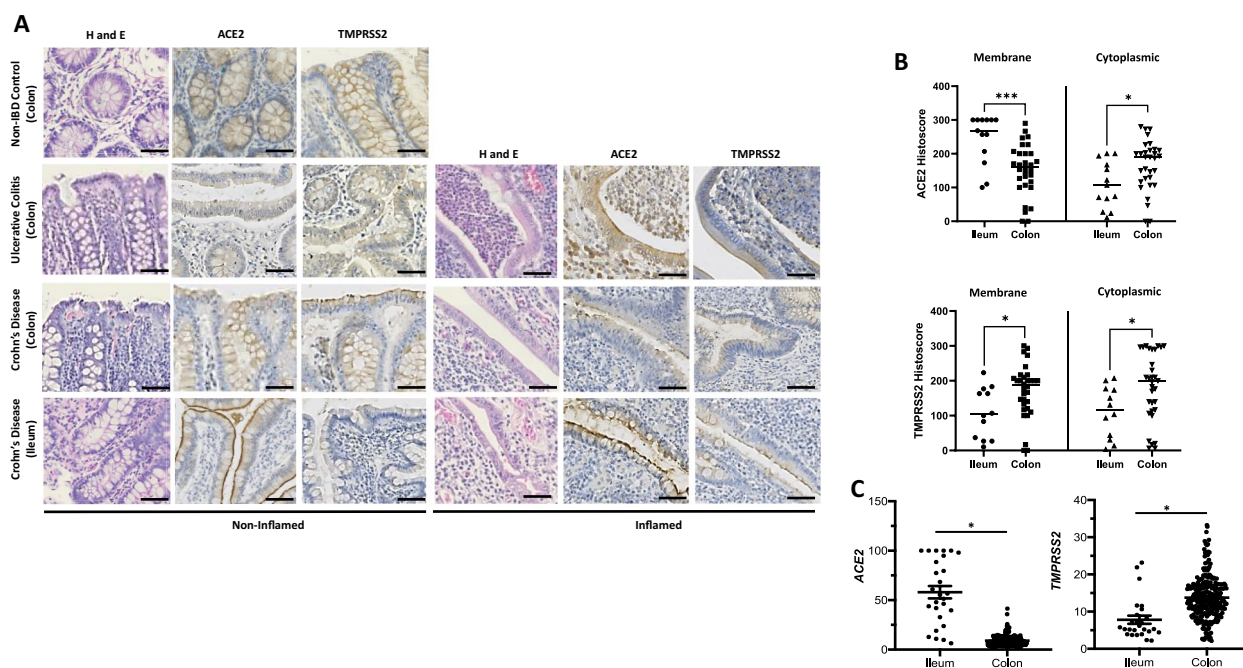 A
H and E
ACE2
TMPRSS2
Non-IBD Control
(Colon)
H and E
ACE2
TMPRSS2
Ulcerative Colitis
(Colon)
Crohn's Disease
(Colon)
Crohn's Disease
(Ileum)
Non-Inflamed
Inflamed
B
Membrane
Cytoplasmic
***
*
ACE2 Histoscore
400
300
200
100
0
Ileum
Colon
Ileum
Colon
Membrane
Cytoplasmic
*
*
TMPRSS2 Histoscore
400
300
200
100
0
Ileum
Colon
Ileum
Colon
C
ACE2
150
100
50
0
*
Ileum
Colon
TMPRSS2
40
30
20
10
0
*
Ileum
Colon